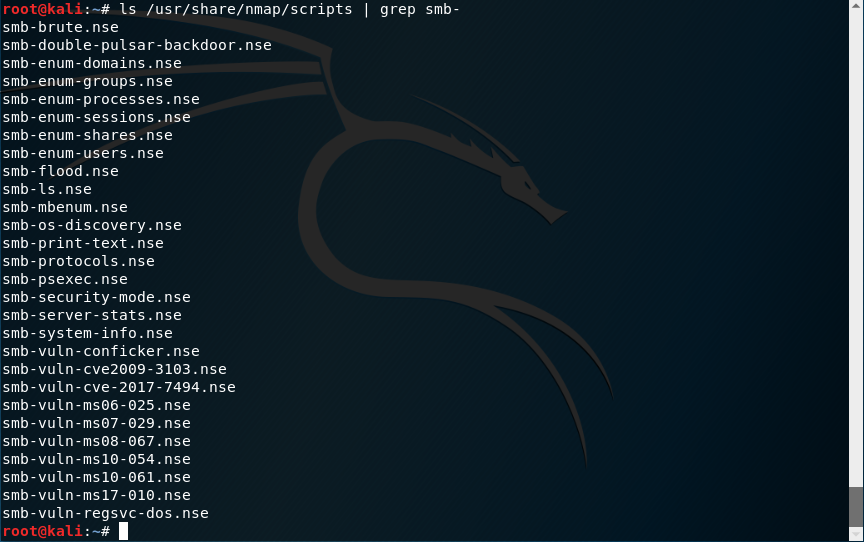 root@kali:~# ls /usr/share/nmap/scripts | grep smb-
smb-brute.nse
smb-double-pulsar-backdoor.nse
smb-enum-domains.nse
smb-enum-groups.nse
smb-enum-processes.nse
smb-enum-sessions.nse
smb-enum-shares.nse
smb-enum-users.nse
smb-flood.nse
smb-ls.nse
smb-mbenum.nse
smb-os-discovery.nse
smb-print-text.nse
smb-protocols.nse
smb-psexec.nse
smb-security-mode.nse
smb-server-stats.nse
smb-system-info.nse
smb-vuln-conficker.nse
smb-vuln-cve2009-3103.nse
smb-vuln-cve-2017-7494.nse
smb-vuln-ms06-025.nse
smb-vuln-ms07-029.nse
smb-vuln-ms08-067.nse
smb-vuln-ms10-054.nse
smb-vuln-ms10-061.nse
smb-vuln-ms17-010.nse
smb-vuln-regsvc-dos.nse
root@kali:~#